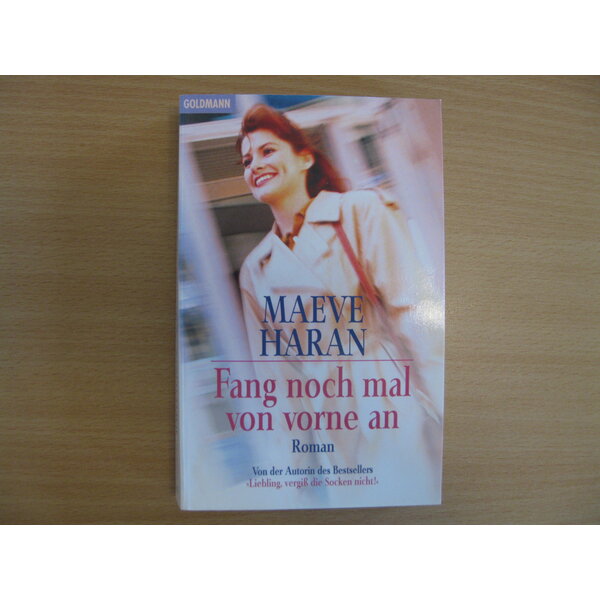 GOLDMANN
MAEVE
HARAN
Fang noch mal
von vorne an
Roman
Von der Autorin des Bestsellers
›Liebling, vergiß die Socken nicht!‹